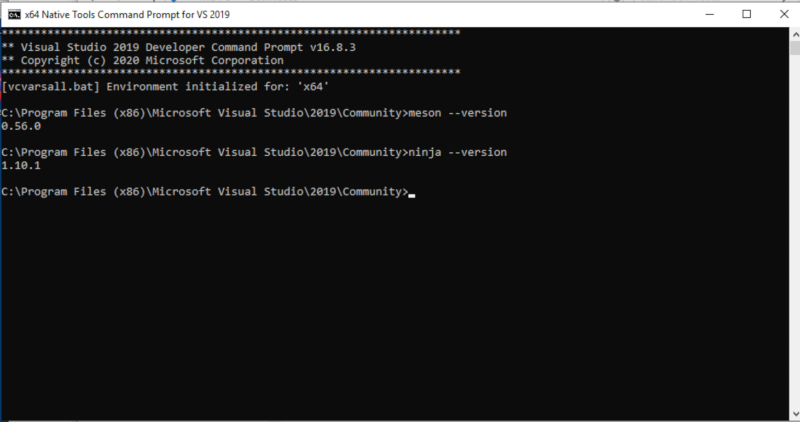 x64 Native Tools Command Prompt for VS 2019
**********************************************************************
** Visual Studio 2019 Developer Command Prompt v16.8.3
** Copyright (c) 2020 Microsoft Corporation
**********************************************************************
[vcvarsall.bat] Environment initialized for: 'x64'
C:\Program Files (x86)\Microsoft Visual Studio\2019\Community>meson --version
0.56.0
C:\Program Files (x86)\Microsoft Visual Studio\2019\Community>ninja --version
1.10.1
C:\Program Files (x86)\Microsoft Visual Studio\2019\Community>